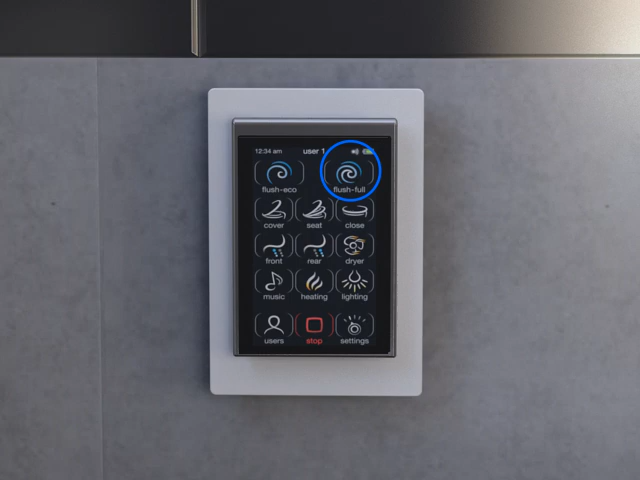 12:34 am user 1
flush-eco flush-full
cover seat close
front rear dryer
music heating lighting
users stop settings